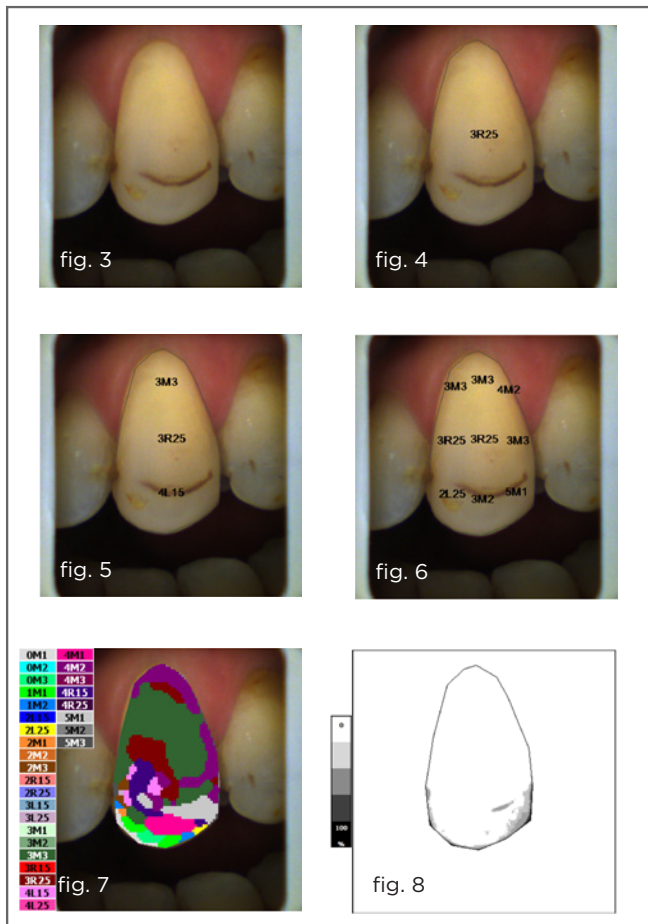 fig. 3
3R25
fig. 4
3M3
3R25
4L15
fig. 5
3M3 3M3 4M2
3R25 3R25 3M3
2L25 3M2 5M1
fig. 6
0M1 4M1
0M2 4M2
0M3 4M3
1M1 4R15
1M2 4R25
2L15 5M1
2L25 5M2
2M1 5M3
2M2
2M3
2R15
2R25
3L15
3L25
3M1
3M2
3M3
3R15
3R25
4L15
4L25
fig. 7
0
100
%
fig. 8